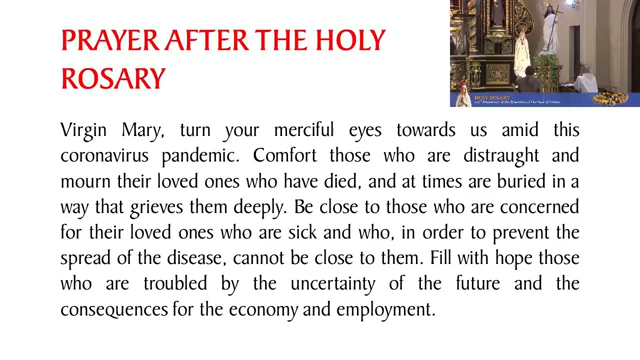 PRAYER AFTER THE HOLY
ROSARY
Virgin Mary, turn your merciful eyes towards us amid this
coronavirus pandemic. Comfort those who are distraught and
mourn their loved ones who have died, and at times are buried in a
way that grieves them deeply. Be close to those who are concerned
for their loved ones who are sick and who, in order to prevent the
spread of the disease, cannot be close to them. Fill with hope those
who are troubled by the uncertainty of the future and the
consequences for the economy and employment.
HOLY ROSARY